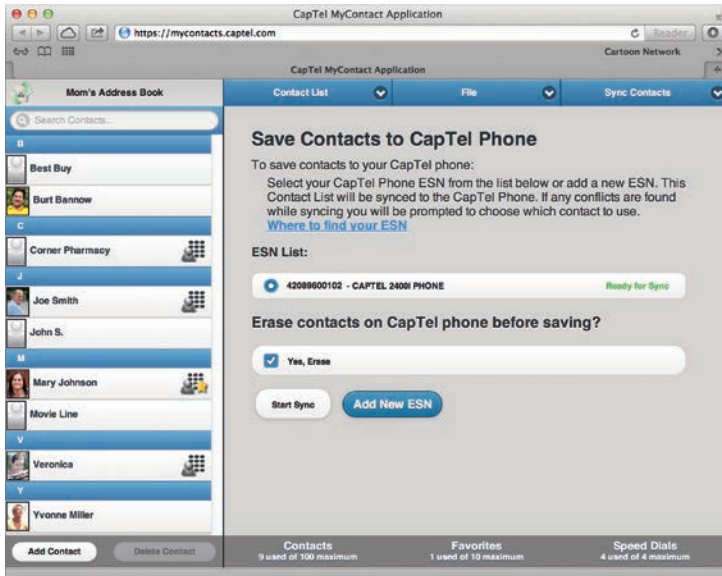 CapTel MyContact Application
https://mycontacts.captel.com
Reader
Cartoon Network
CapTel MyContact Application
Mom's Address Book
Contact List
File
Sync Contacts
Search Contacts...
B
Best Buy
Burt Bannow
C
Corner Pharmacy
J
Joe Smith
John S.
M
Mary Johnson
Movie Line
V
Veronica
Y
Yvonne Miller
Add Contact
Delete Contact
Save Contacts to CapTel Phone
To save contacts to your CapTel phone:
Select your CapTel Phone ESN from the list below or add a new ESN. This
Contact List will be synced to the CapTel Phone. If any conflicts are found
while syncing you will be prompted to choose which contact to use.
Where to find your ESN
ESN List:
42089600102 - CAPTEL 2400I PHONE
Ready for Sync
Erase contacts on CapTel phone before saving?
Yes, Erase
Start Sync
Add New ESN
Contacts
9 used of 100 maximum
Favorites
1 used of 10 maximum
Speed Dials
4 used of 4 maximum